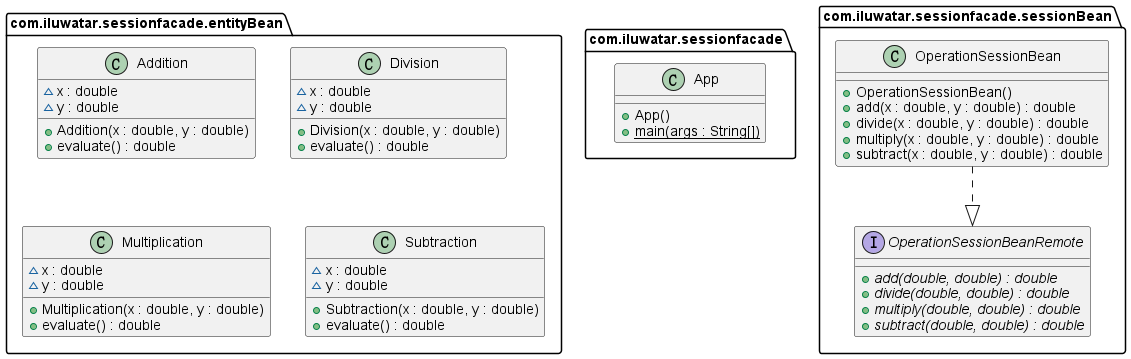 com.iluwatar.sessionfacade.entityBean
C Addition
~ x : double
~ y : double
Addition(x : double, y : double)
evaluate() : double
C Division
~ x : double
~ y : double
Division(x : double, y : double)
evaluate() : double
C Multiplication
~ x : double
~ y : double
Multiplication(x : double, y : double)
evaluate() : double
C Subtraction
~ x : double
~ y : double
Subtraction(x : double, y : double)
evaluate() : double
com.iluwatar.sessionfacade
C App
App()
main(args : String[])
com.iluwatar.sessionfacade.sessionBean
C OperationSessionBean
OperationSessionBean()
add(x : double, y : double) : double
divide(x : double, y : double) : double
multiply(x : double, y : double) : double
subtract(x : double, y : double) : double
I OperationSessionBeanRemote
add(double, double) : double
divide(double, double) : double
multiply(double, double) : double
subtract(double, double) : double